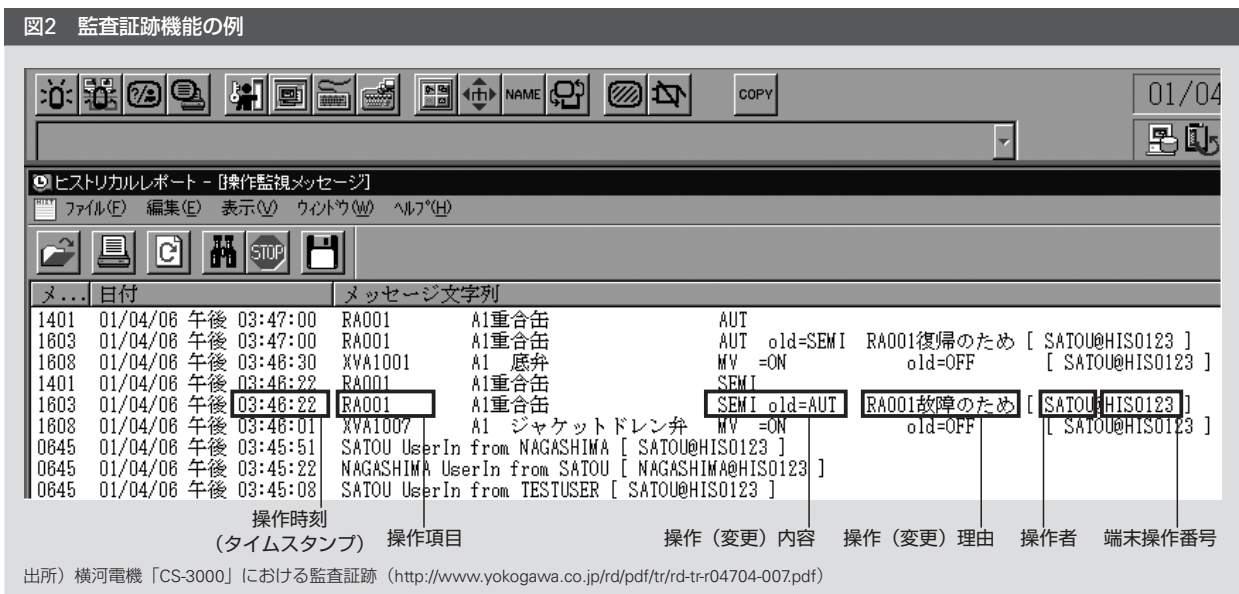 図2 監査証跡機能の例
NAME COPY 01/04
ヒストリカルレポート - [操作監視メッセージ]
HIST ファイル(F) 編集(E) 表示(V) ウィンドウ(W) ヘルプ(H)
STOP
メ... 日付 メッセージ文字列
1401 01/04/06 午後 03:47:00 RA001 A1重合缶 AUT
1603 01/04/06 午後 03:47:00 RA001 A1重合缶 AUT old=SEMI RA001復帰のため [ SATOU@HIS0123 ]
1608 01/04/06 午後 03:46:30 XVA1001 A1 底弁 MV =ON old=OFF [ SATOU@HIS0123 ]
1401 01/04/06 午後 03:46:22 RA001 A1重合缶 SEMI
1603 01/04/06 午後 03:46:22 RA001 A1重合缶 SEMI old=AUT RA001故障のため [ SATOU@HIS0123 ]
1608 01/04/06 午後 03:46:01 XVA1007 A1 ジャケットドレン弁 MV =ON old=OFF [ SATOU@HIS0123 ]
0645 01/04/06 午後 03:45:51 SATOU UserIn from NAGASHIMA [ SATOU@HIS0123 ]
0645 01/04/06 午後 03:45:22 NAGASHIMA UserIn from SATOU [ NAGASHIMA@HIS0123 ]
0645 01/04/06 午後 03:45:08 SATOU UserIn from TESTUSER [ SATOU@HIS0123 ]
操作時刻
(タイムスタンプ) 操作項目 操作（変更）内容 操作（変更）理由 操作者 端末操作番号
出所）横河電機「CS-3000」における監査証跡（http://www.yokogawa.co.jp/rd/pdf/tr/rd-tr-r04704-007.pdf）